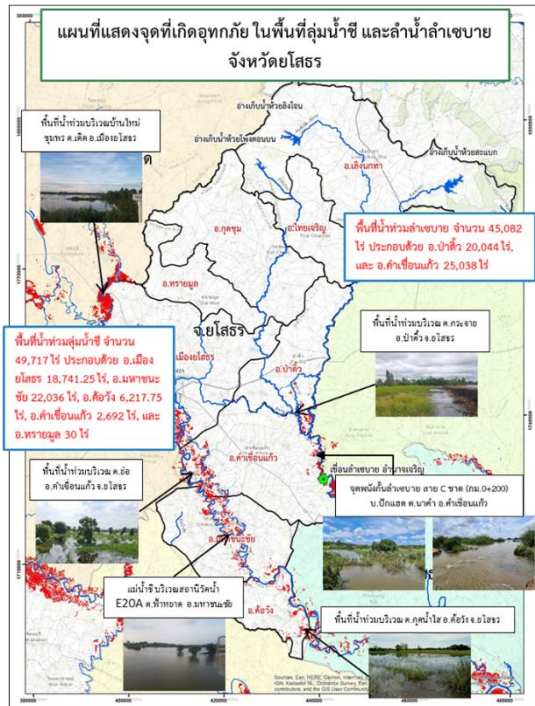 แผนที่แสดงจุดที่เกิดอุทกภัย ในพื้นที่ลุ่มน้ำชี และลำน้ำลำเซบาย
จังหวัดยโสธร
พื้นที่น้ำท่วมบริเวณบ้านใหม่
ชุมพร ต.เดิด อ.เมืองยโสธร
อ่างเก็บน้ำห้วยลิงโจน
อ่างเก็บน้ำห้วยโพงตอนบน
อ.เลิงนกทา
อ่างเก็บน้ำห้วยสะแบก
อ.กุดชุม
อ.ไทยเจริญ
พื้นที่น้ำท่วมลำเซบาย จำนวน 45,082
ไร่ ประกอบด้วย อ.ป่าติ้ว 20,044 ไร่,
และ อ.คำเขื่อนแก้ว 25,038 ไร่
อ.ทรายมูล
จ.ยโสธร
พื้นที่น้ำท่วมลุ่มน้ำชี จำนวน
49,717 ไร่ ประกอบด้วย อ.เมือง
ยโสธร 18,741.25 ไร่, อ.มหาชนะ
ชัย 22,036 ไร่, อ.ค้อวัง 6,217.75
ไร่, อ.คำเขื่อนแก้ว 2,692 ไร่, และ
อ.ทรายมูล 30 ไร่
เมืองยโสธร
อ.ป่าติ้ว
พื้นที่น้ำท่วมบริเวณ ต.กระจาย
อ.ป่าติ้ว จ.ยโสธร
อ.คำเขื่อนแก้ว
เขื่อนลำเซบาย อำนาจเจริญ
พื้นที่น้ำท่วมบริเวณ ต.ย่อ
อ.คำเขื่อนแก้ว จ.ยโสธร
จุดพนังกั้นลำเซบาย สาย C ขาด (กม.0+200)
บ.ปักแฮด ต.นาคำ อ.คำเขื่อนแก้ว
แม่น้ำชี บริเวณสถานีวัดน้ำ
E20A ต.ฟ้าหยาด อ.มหาชนะชัย
อ.ค้อวัง
พื้นที่น้ำท่วมบริเวณ ต.กุดน้ำใส อ.ค้อวัง จ.ยโสธร